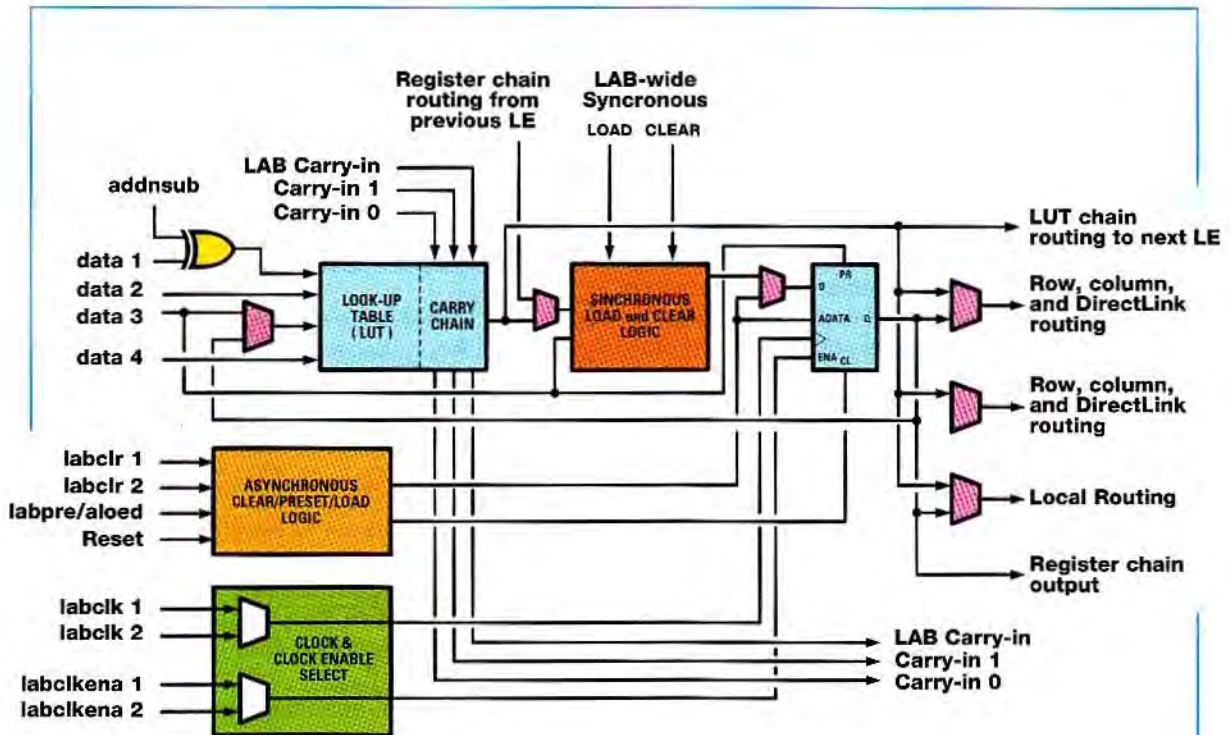 Register chain
routing from
previous LE
LAB-wide
Syncronous
LOAD CLEAR
LAB Carry-in
Carry-in 1
Carry-in 0
addnsub
data 1
data 2
data 3
data 4
LOOK-UP
TABLE
( LUT )
CARRY
CHAIN
SINCHRONOUS
LOAD and CLEAR
LOGIC
PR
D
ADATA Q
ENA CL
LUT chain
routing to next LE
Row, column,
and DirectLink
routing
Row, column,
and DirectLink
routing
Local Routing
Register chain
output
labclr 1
labclr 2
labpre/aloed
Reset
ASYNCHRONOUS
CLEAR/PRESET/LOAD
LOGIC
labclk 1
labclk 2
labclkena 1
labclkena 2
CLOCK &
CLOCK ENABLE
SELECT
LAB Carry-in
Carry-in 1
Carry-in 0